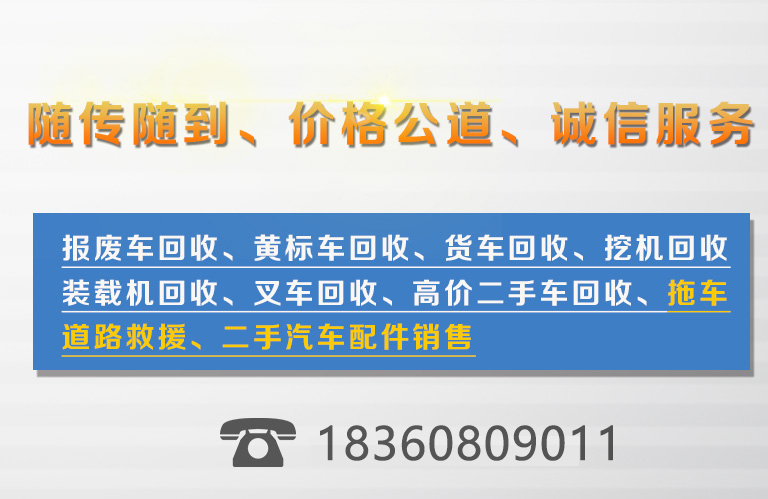 随传随到、价格公道、诚信服务
报废车回收、黄标车回收、货车回收、挖机回收
装载机回收、叉车回收、高价二手车回收、拖车
道路救援、二手汽车配件销售
18360809011